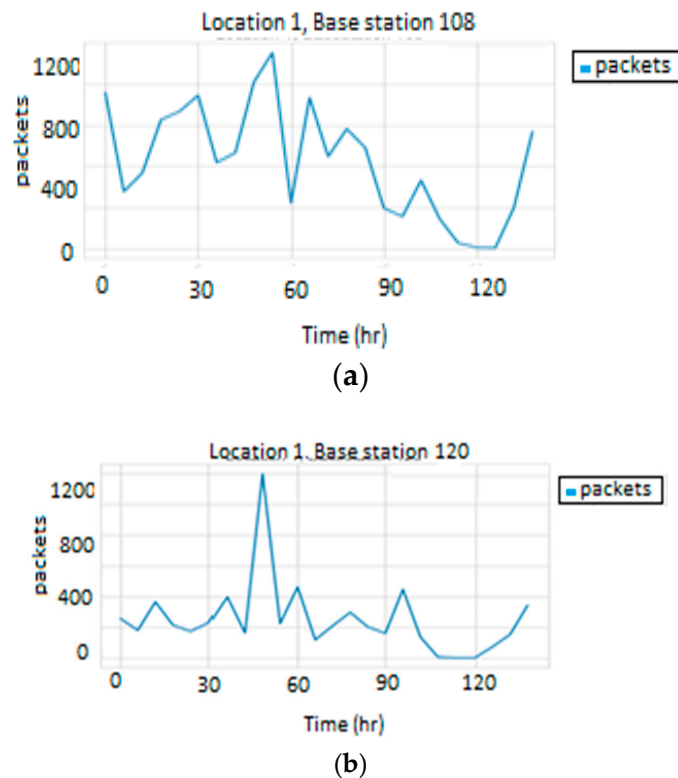 Location 1, Base station 108
1200
800
400
0
packets
packets
0 30 60 90 120
Time (hr)
(a)
Location 1. Base station 120
1200
800
400
0
packets
packets
0 30 60 90 120
Time (hr)
(b)